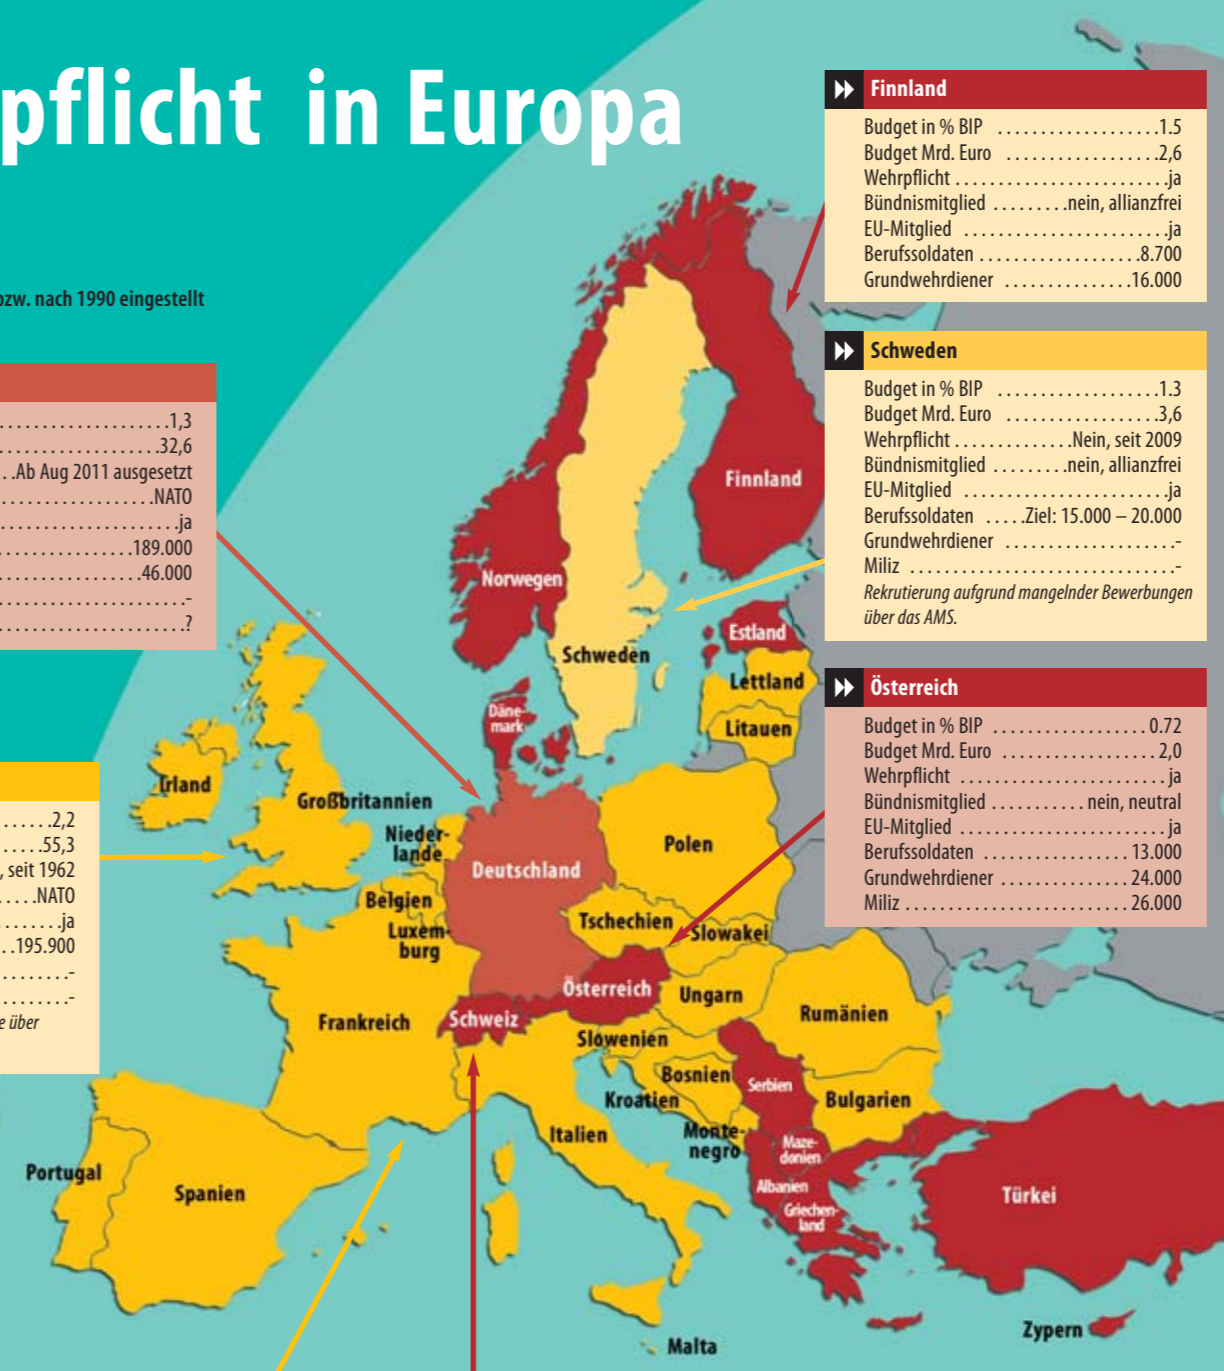 pflicht in Europa
bzw. nach 1990 eingestellt
1,3
32,6
Ab Aug 2011 ausgesetzt
NATO
ja
189.000
46.000
-
?
2,2
55,3
, seit 1962
NATO
ja
195.900
-
-
e über
Finnland
Budget in % BIP ...................1.5
Budget Mrd. Euro ..................2,6
Wehrpflicht .........................ja
Bündnismitglied .........nein, allianzfrei
EU-Mitglied ........................ja
Berufssoldaten ...................8.700
Grundwehrdiener ...............16.000
Schweden
Budget in % BIP ...................1.3
Budget Mrd. Euro ..................3,6
Wehrpflicht ..............Nein, seit 2009
Bündnismitglied .........nein, allianzfrei
EU-Mitglied ........................ja
Berufssoldaten .....Ziel: 15.000 – 20.000
Grundwehrdiener ....................-
Miliz ...............................-
Rekrutierung aufgrund mangelnder Bewerbungen
über das AMS.
Österreich
Budget in % BIP .................. 0.72
Budget Mrd. Euro .................. 2,0
Wehrpflicht ........................ ja
Bündnismitglied ........... nein, neutral
EU-Mitglied ........................ ja
Berufssoldaten ................. 13.000
Grundwehrdiener ............... 24.000
Miliz .......................... 26.000
Finnland
Norwegen
Estland
Schweden
Lettland
Litauen
Däne-
mark
Irland
Großbritannien
Nieder-
lande
Polen
Deutschland
Belgien
Luxem-
burg
Tschechien
Slowakei
Österreich
Ungarn
Frankreich
Schweiz
Rumänien
Slowenien
Bosnien
Serbien
Kroatien
Bulgarien
Italien
Monte-
negro
Maze-
donien
Portugal
Spanien
Albanien
Griechen-
land
Türkei
Zypern
Malta